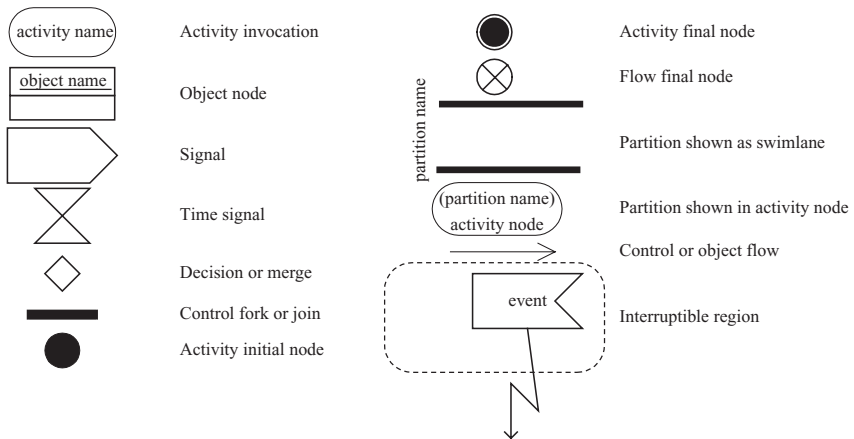 activity name
Activity invocation
object name
Object node
Signal
Time signal
Decision or merge
Control fork or join
Activity initial node
Activity final node
Flow final node
partition name
Partition shown as swimlane
(partition name)
activity node
Partition shown in activity node
Control or object flow
event
Interruptible region